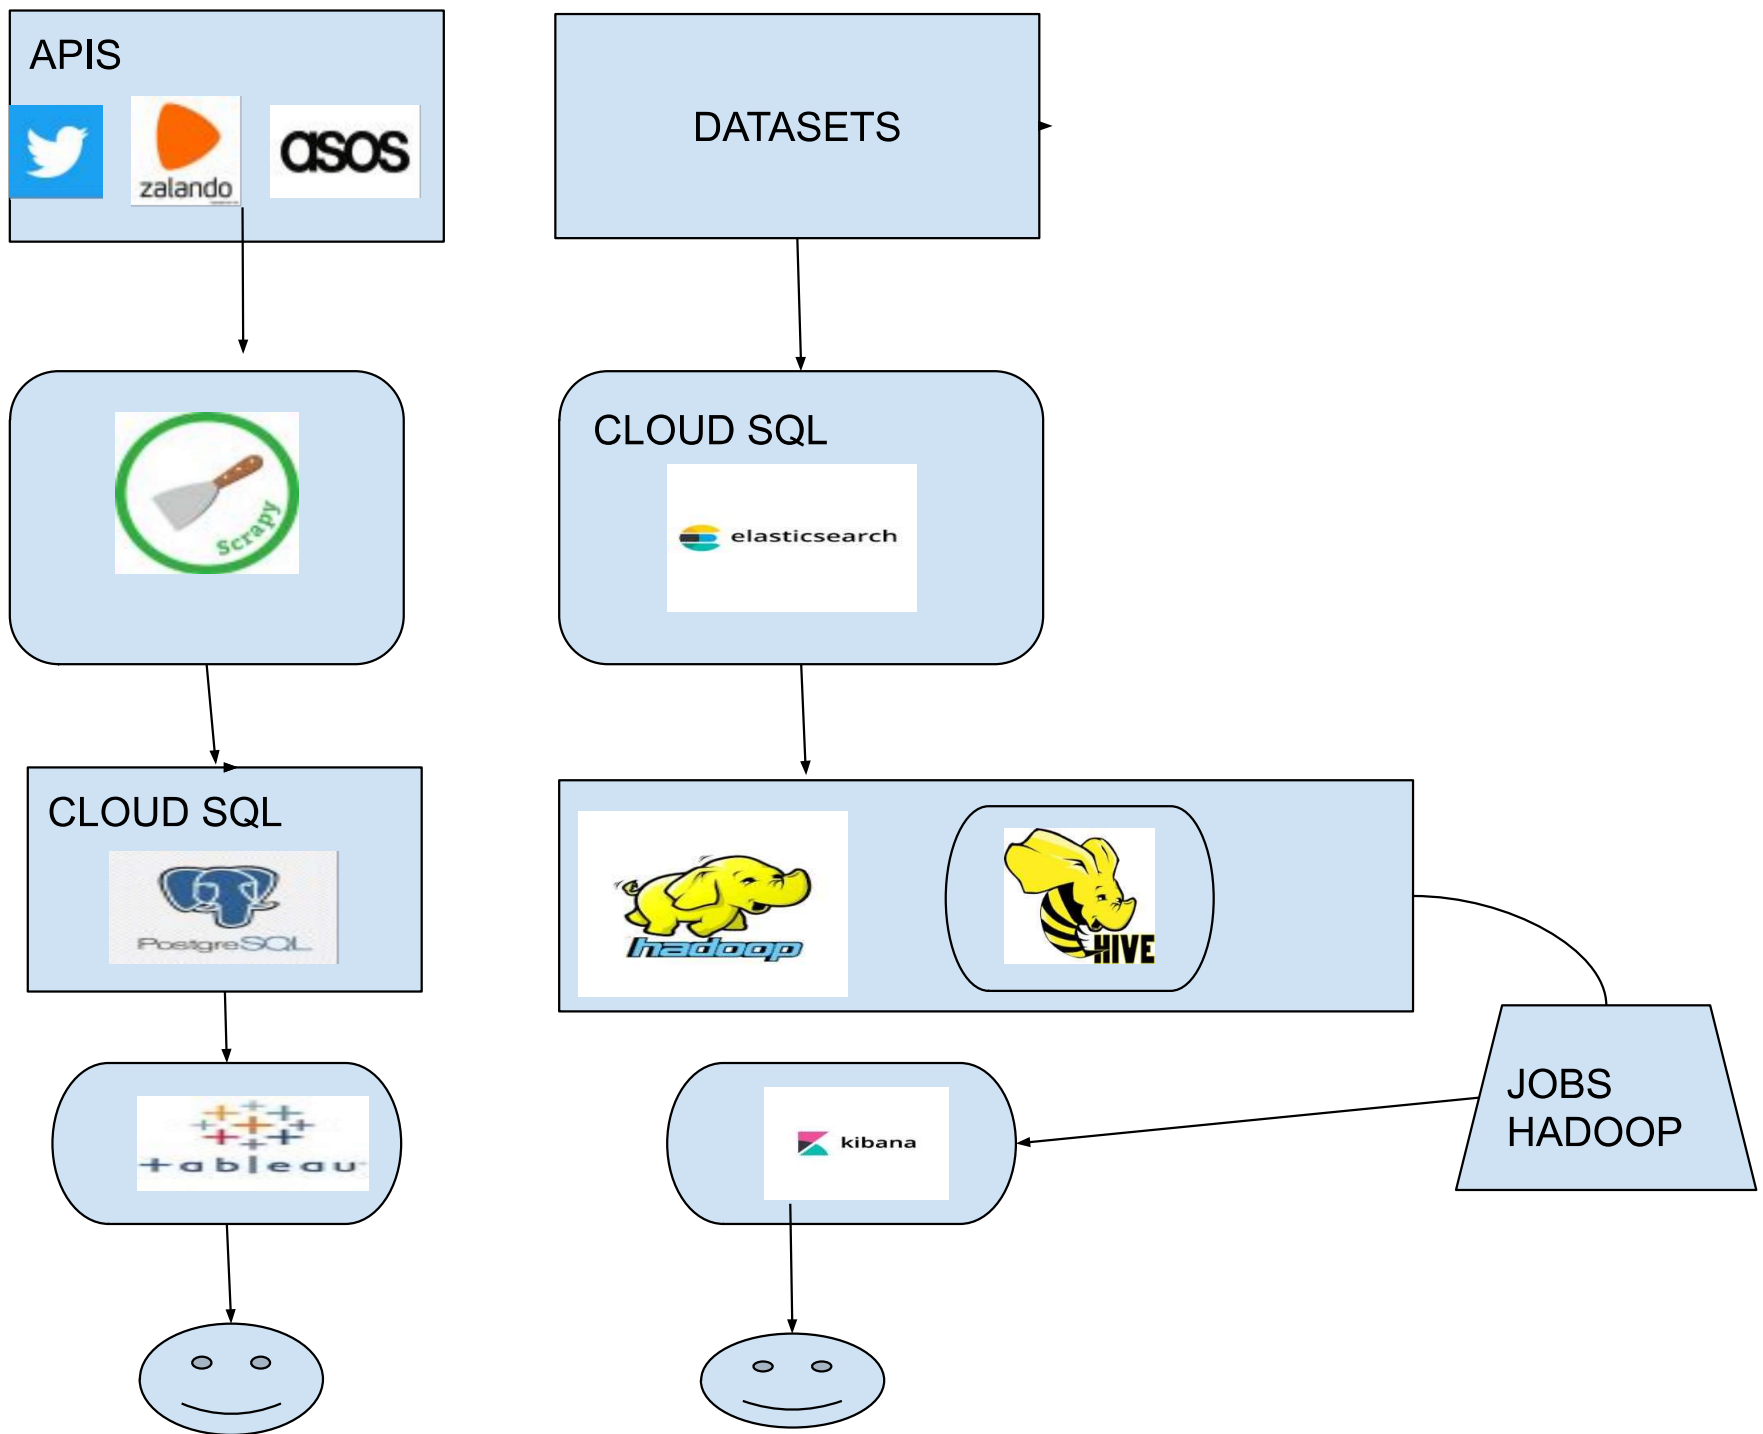 APIS
zalando
asos
DATASETS
Scrapy
CLOUD SQL
elasticsearch
CLOUD SQL
PostgreSQL
hadoop
HIVE
JOBS
HADOOP
+ableau
kibana